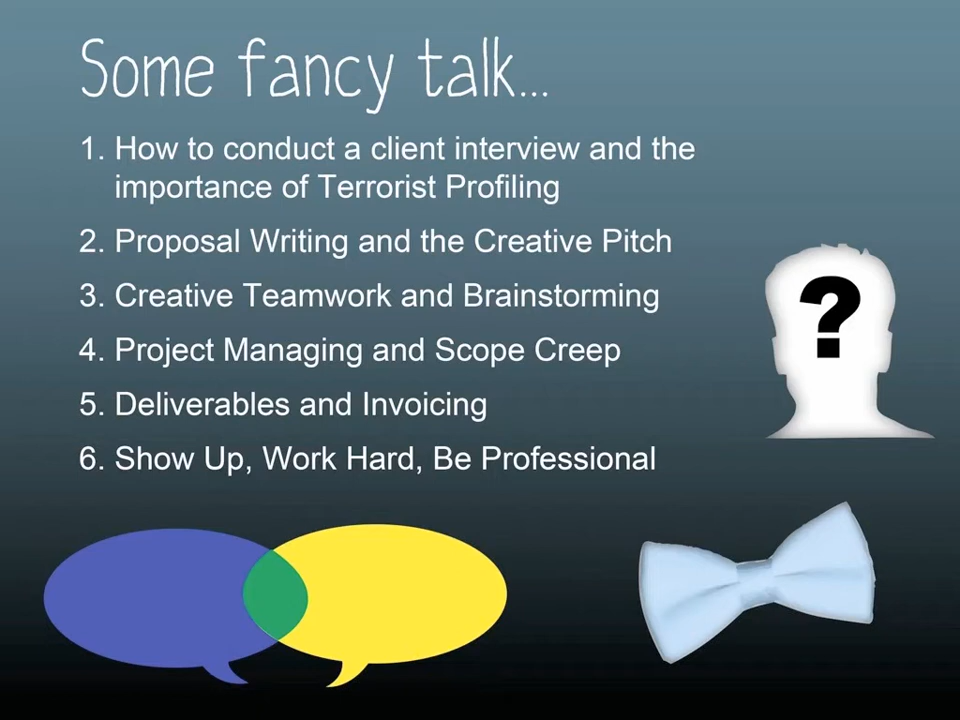 Some fancy talk...
1. How to conduct a client interview and the
importance of Terrorist Profiling
2. Proposal Writing and the Creative Pitch
3. Creative Teamwork and Brainstorming
4. Project Managing and Scope Creep
5. Deliverables and Invoicing
6. Show Up, Work Hard, Be Professional
?